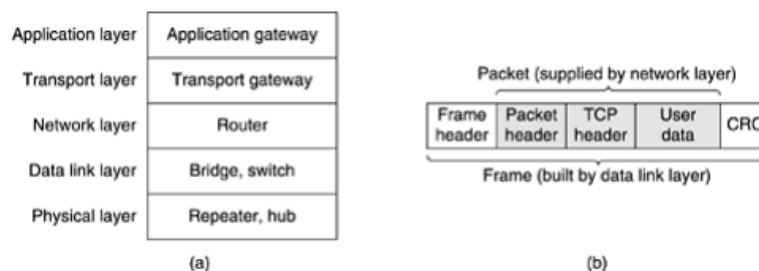 Application layer Application gateway
Transport layer Transport gateway
Network layer Router
Data link layer Bridge, switch
Physical layer Repeater, hub
(a)
Packet (supplied by network layer)
Frame header Packet header TCP header User data CRC
Frame (built by data link layer)
(b)